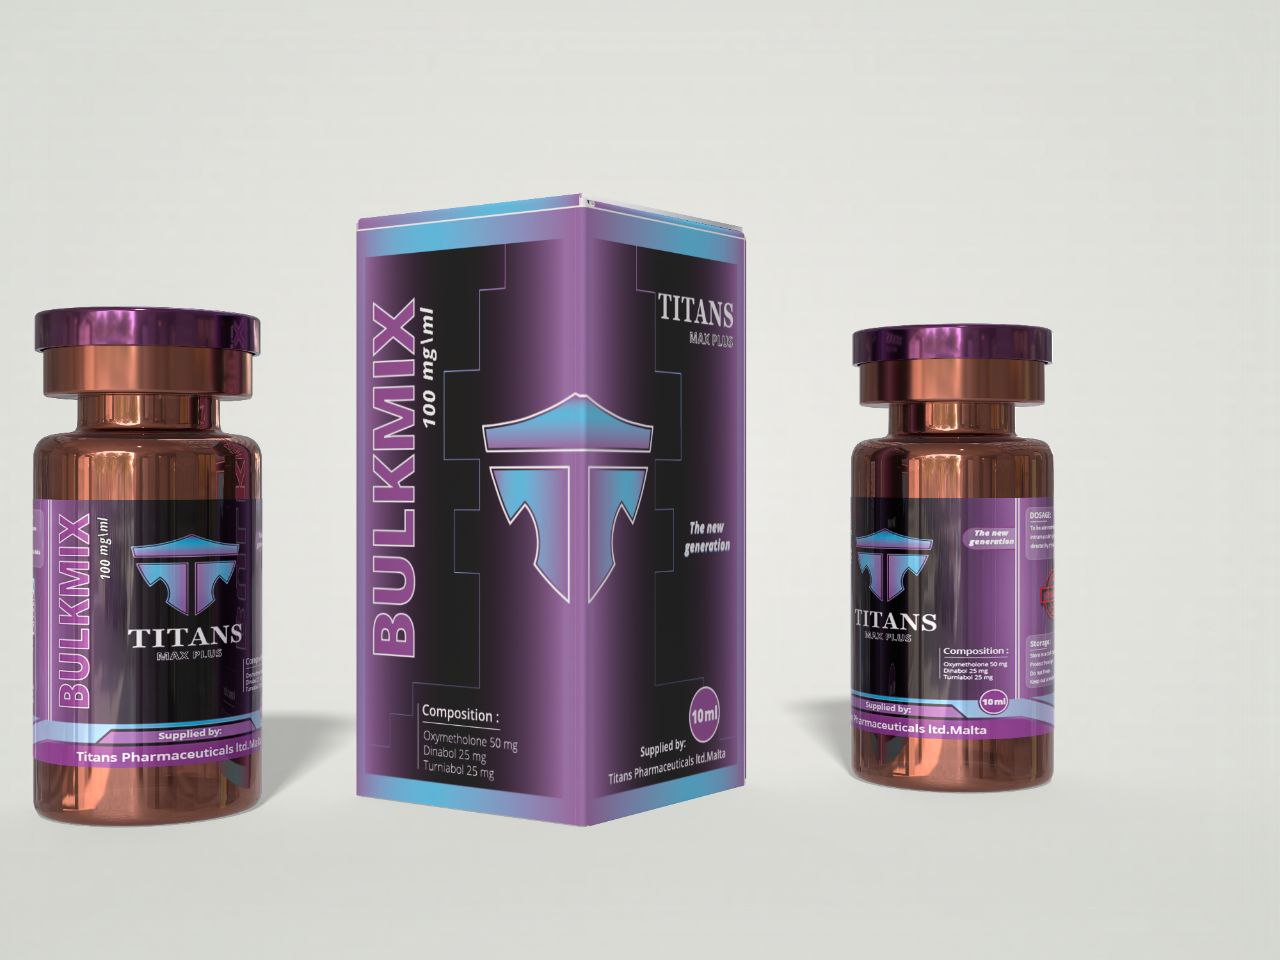 BULKMIX
100 mg\ml
TITANS
MAX PLUS
Composition :
Supplied by:
Titans Pharmaceuticals ltd.Malta
BULKMIX
100 mg\ml
Composition :
Oxymetholone 50 mg
Dinabol 25 mg
Turniabol 25 mg
TITANS
MAX PLUS
The new
generation
10ml
Supplied by:
Titans Pharmaceuticals ltd.Malta
TITANS
MAX PLUS
The new
generation
Composition :
Oxymetholone 50 mg
Dinabol 25 mg
Turniabol 25 mg
10ml
Supplied by:
Pharmaceuticals ltd.Malta
DOSAGE:
Storage :